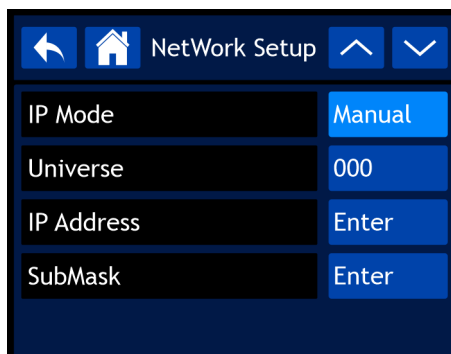 NetWork Setup
IP Mode Manual
Universe 000
IP Address Enter
SubMask Enter